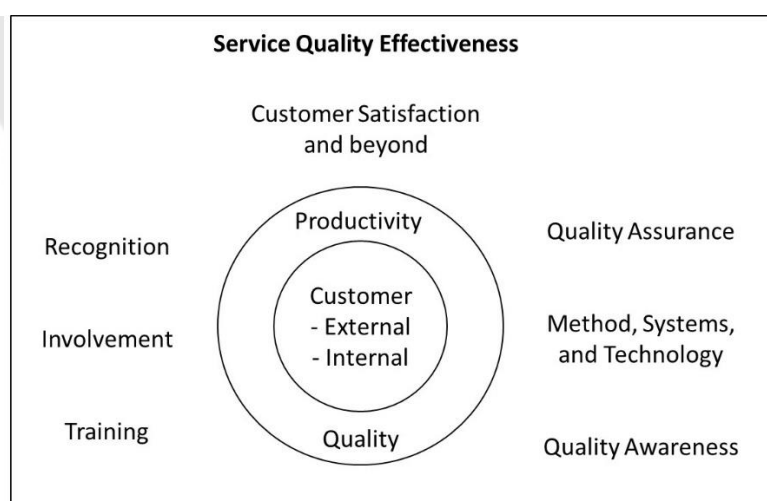 Service Quality Effectiveness
Customer Satisfaction
and beyond
Productivity
Recognition
Quality Assurance
Customer
- External
- Internal
Involvement
Method, Systems,
and Technology
Training
Quality
Quality Awareness